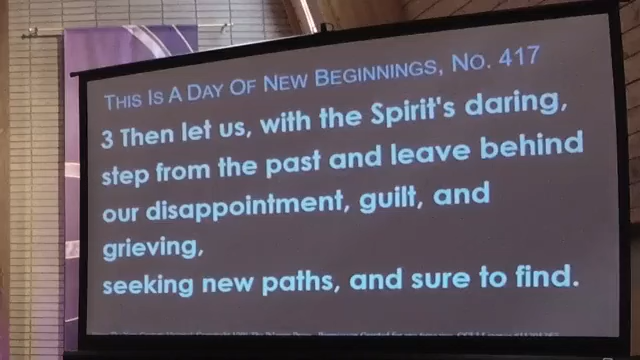 THIS IS A DAY OF NEW BEGINNINGS, NO. 417
3 Then let us, with the Spirit's daring,
step from the past and leave behind
our disappointment, guilt, and
grieving,
seeking new paths, and sure to find.